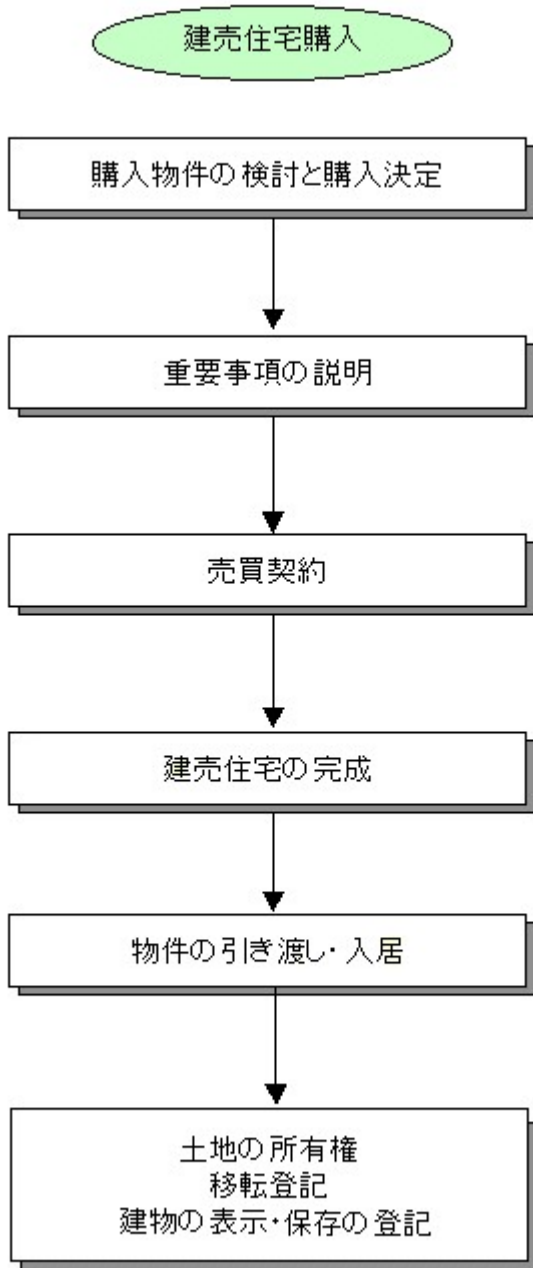 建売住宅購入
購入物件の検討と購入決定
重要事項の説明
売買契約
建売住宅の完成
物件の引き渡し・入居
土地の所有権
移転登記
建物の表示・保存の登記